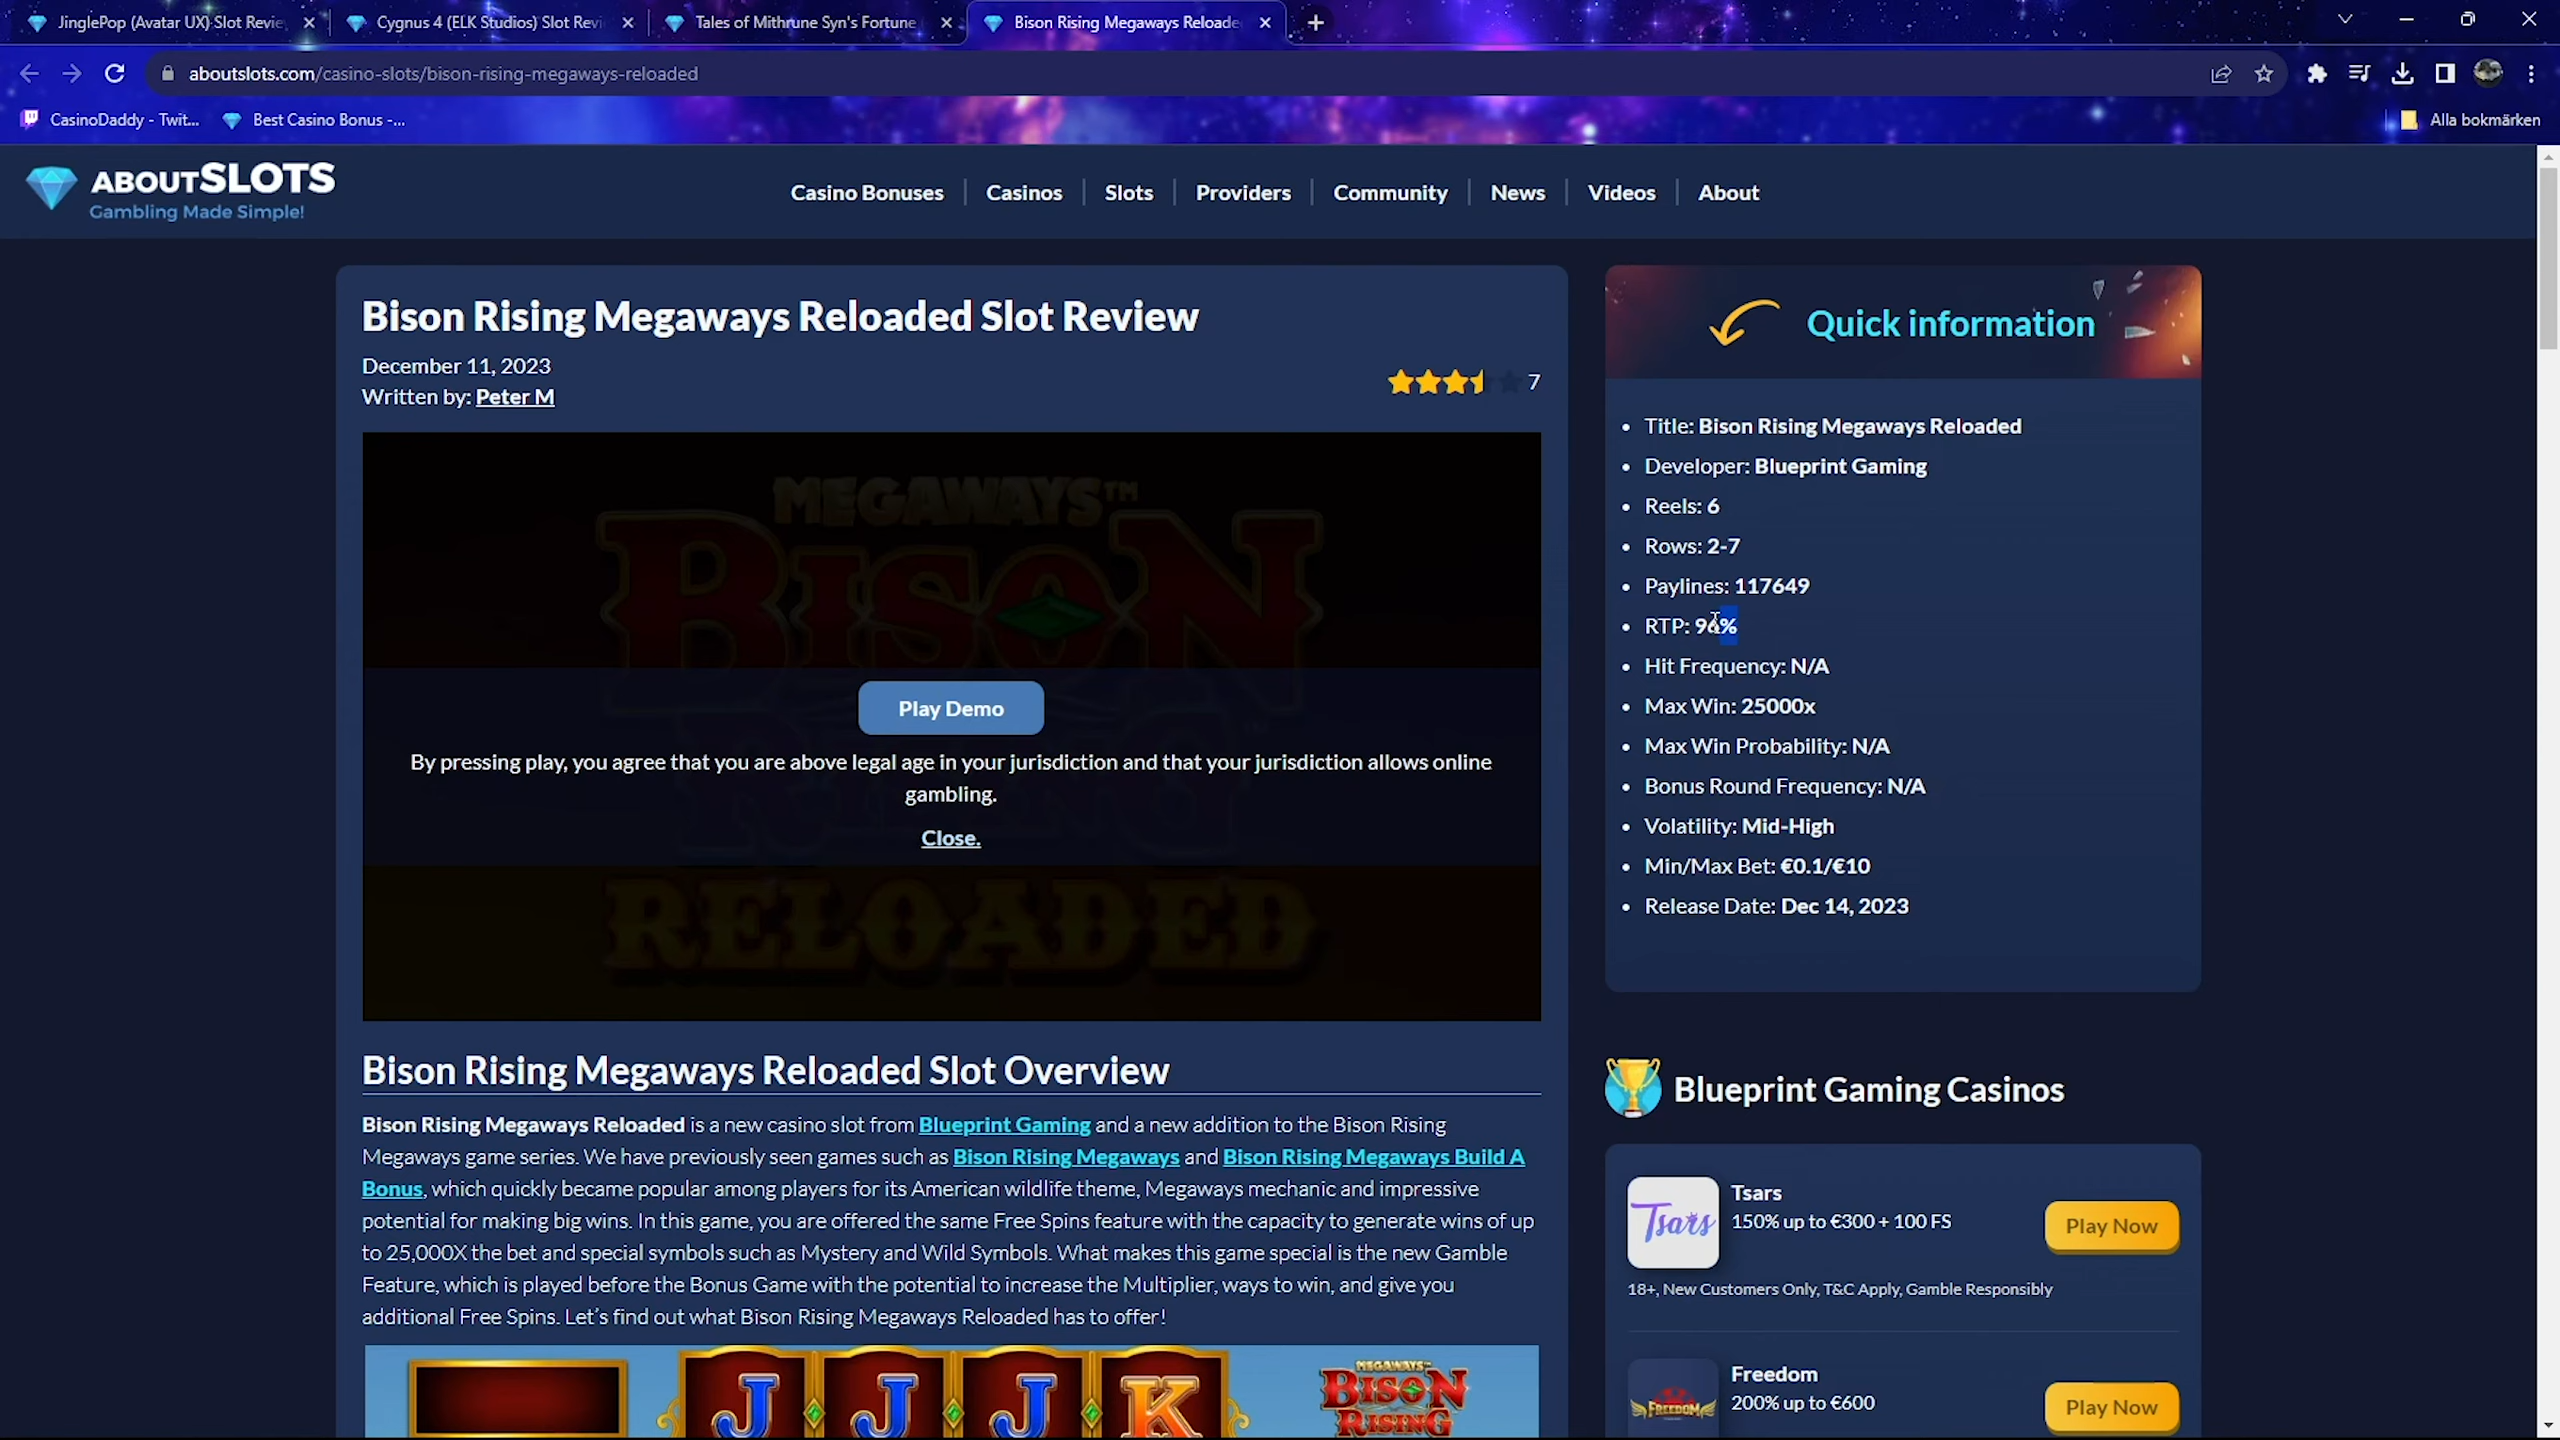 JinglePop (Avatar UX) Slot Revie
Cygnus 4 (ELK Studios) Slot Revi
Tales of Mithrune Syn's Fortune
Bison Rising Megaways Reloade
aboutslots.com/casino-slots/bison-rising-megaways-reloaded
CasinoDaddy - Twit...
Best Casino Bonus -...
Alla bokmärken
ABOUTSLOTS
Gambling Made Simple!
Casino Bonuses
Casinos
Slots
Providers
Community
News
Videos
About
Bison Rising Megaways Reloaded Slot Review
December 11, 2023
Written by: Peter M
7
MEGAWAYS™
BISON
RISING
RELOADED
Play Demo
By pressing play, you agree that you are above legal age in your jurisdiction and that your jurisdiction allows online
gambling.
Close.
Bison Rising Megaways Reloaded Slot Overview
Bison Rising Megaways Reloaded is a new casino slot from Blueprint Gaming and a new addition to the Bison Rising
Megaways game series. We have previously seen games such as Bison Rising Megaways and Bison Rising Megaways Build A
Bonus, which quickly became popular among players for its American wildlife theme, Megaways mechanic and impressive
potential for making big wins. In this game, you are offered the same Free Spins feature with the capacity to generate wins of up
to 25,000X the bet and special symbols such as Mystery and Wild Symbols. What makes this game special is the new Gamble
Feature, which is played before the Bonus Game with the potential to increase the Multiplier, ways to win, and give you
additional Free Spins. Let's find out what Bison Rising Megaways Reloaded has to offer!
J J J K
MEGAWAYS
BISON
RISING
Quick information
• Title: Bison Rising Megaways Reloaded
• Developer: Blueprint Gaming
• Reels: 6
• Rows: 2-7
• Paylines: 117649
• RTP: 96%
• Hit Frequency: N/A
• Max Win: 25000x
• Max Win Probability: N/A
• Bonus Round Frequency: N/A
• Volatility: Mid-High
• Min/Max Bet: €0.1/€10
• Release Date: Dec 14, 2023
Blueprint Gaming Casinos
Tsars
Tsars
150% up to €300 + 100 FS
Play Now
18+, New Customers Only, T&C Apply, Gamble Responsibly
FREEDOM
Freedom
200% up to €600
Play Now